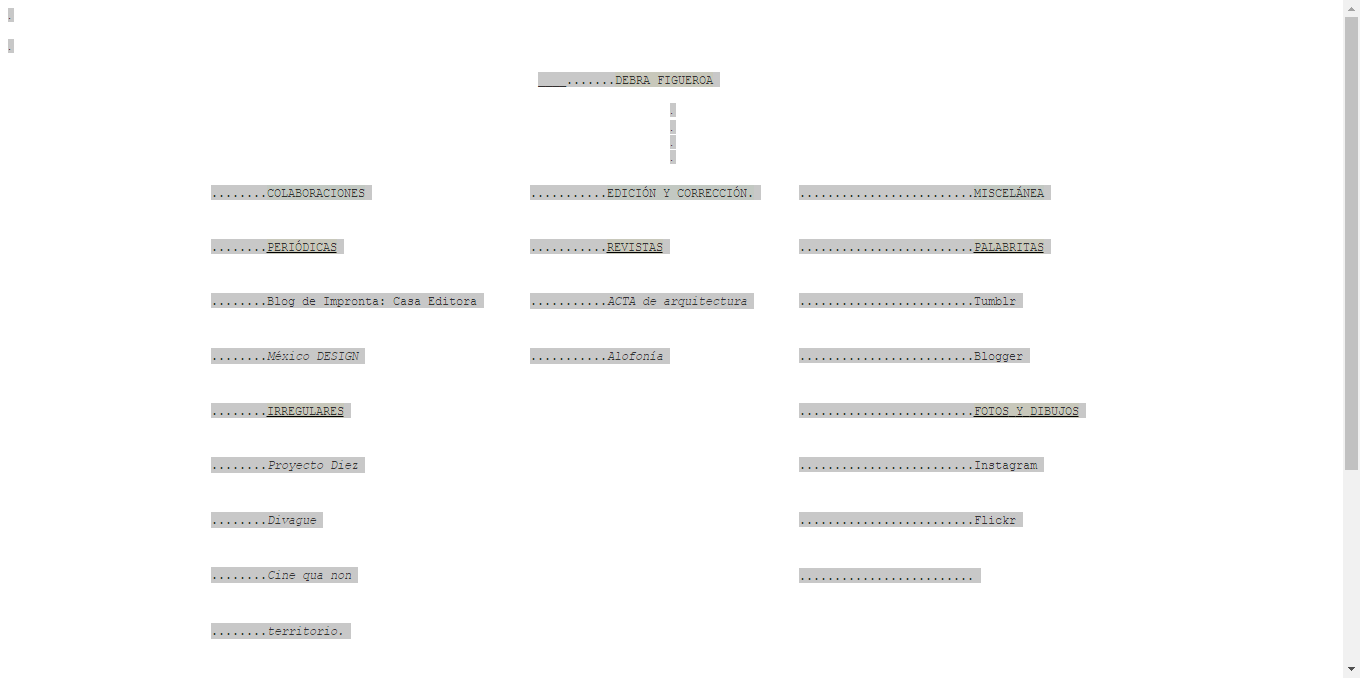 .
.
____.......DEBRA FIGUEROA
.
.
.
.
........COLABORACIONES
........PERIÓDICAS
........Blog de Impronta: Casa Editora
........México DESIGN
........IRREGULARES
........Proyecto Diez
........Divague
........Cine qua non
........territorio.
...........EDICIÓN Y CORRECCIÓN.
...........REVISTAS
...........ACTA de arquitectura
...........Alofonía
.........................MISCELÁNEA
.........................PALABRITAS
.........................Tumblr
.........................Blogger
.........................FOTOS Y DIBUJOS
.........................Instagram
.........................Flickr
.........................